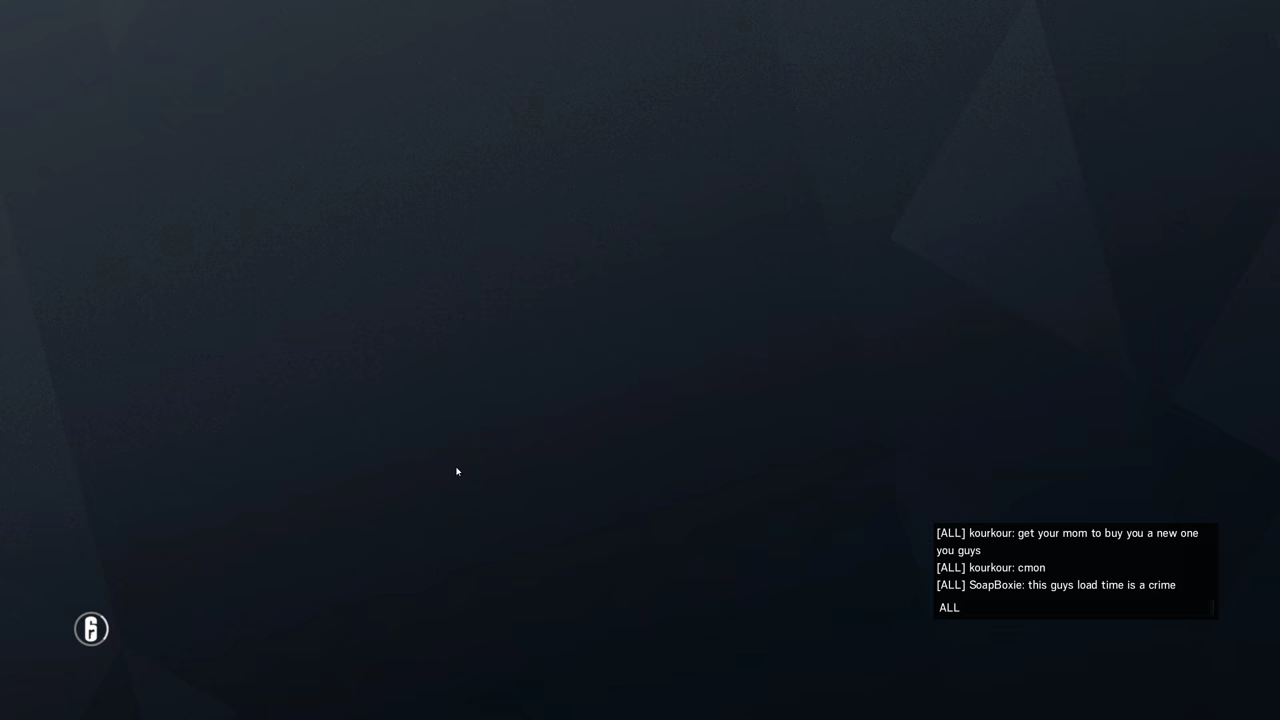 [ALL] kourkour: get your mom to buy you a new one
you guys
[ALL] kourkour: cmon
[ALL] SoapBoxie: this guys load time is a crime
ALL
6